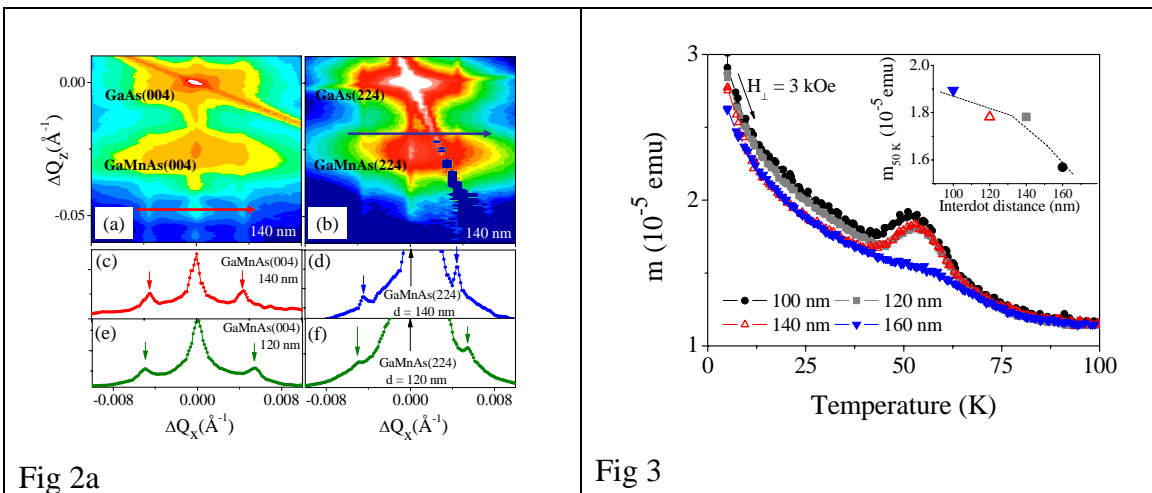 0.00
-0.05
ΔQz(Å-1)
GaAs(004)
GaMnAs(004)
(a)
140 nm
GaAs(224)
GaMnAs(224)
(b)
140 nm
(c)
GaMnAs(004)
140 nm
(d)
GaMnAs(224)
d = 140 nm
(e)
GaMnAs(004)
120 nm
(f)
GaMnAs(224)
d = 120 nm
-0.008 0.000 0.008
-0.008 0.000 0.008
ΔQx(Å-1)
ΔQx(Å-1)
Fig 2a
3
2
1
m (10-5 emu)
H⊥ = 3 kOe
2.0
1.8
1.6
m50 K (10-5 emu)
100 120 140 160
Interdot distance (nm)
100 nm 120 nm
140 nm 160 nm
0 25 50 75 100
Temperature (K)
Fig 3